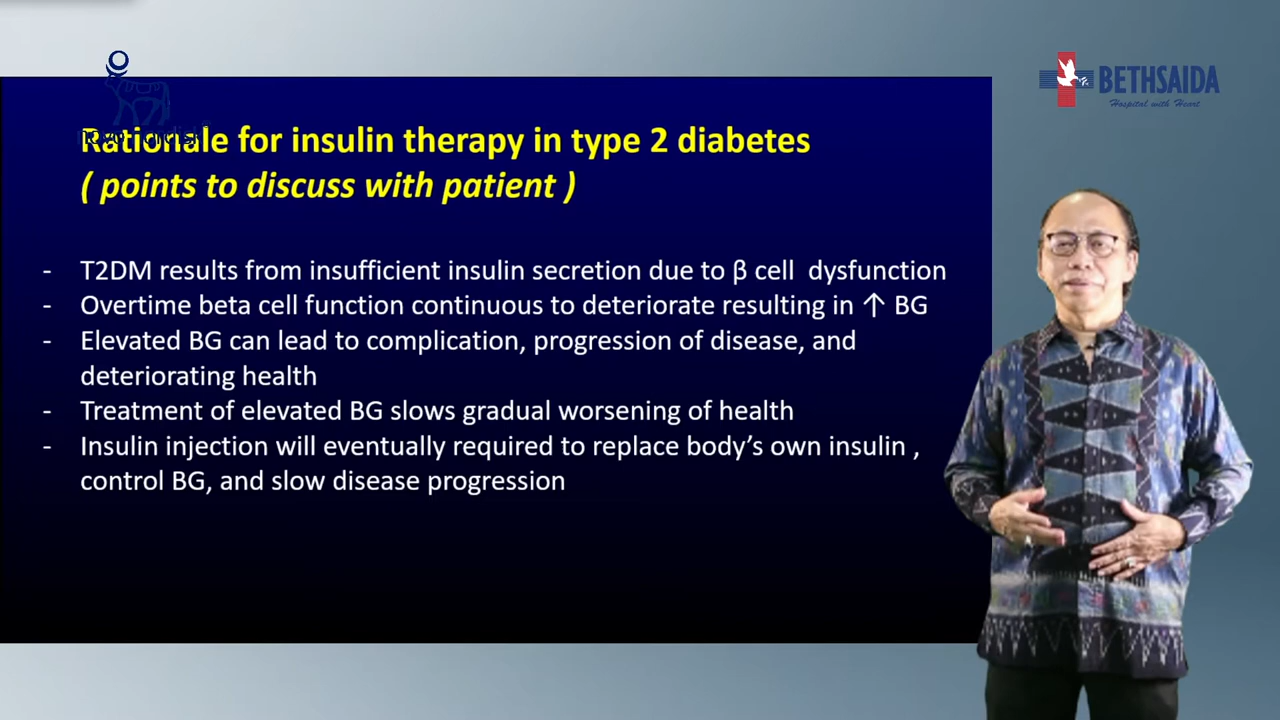 novo nordisk
BETHSAIDA
Hospital with Heart
Rationale for insulin therapy in type 2 diabetes
( points to discuss with patient )
- T2DM results from insufficient insulin secretion due to β cell dysfunction
- Overtime beta cell function continuous to deteriorate resulting in ↑ BG
- Elevated BG can lead to complication, progression of disease, and
deteriorating health
- Treatment of elevated BG slows gradual worsening of health
- Insulin injection will eventually required to replace body’s own insulin ,
control BG, and slow disease progression